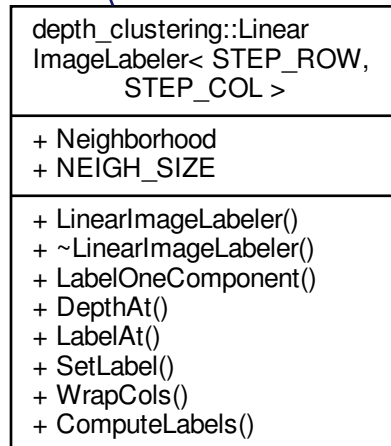 depth_clustering::Linear
ImageLabeler< STEP_ROW,
STEP_COL >
+ Neighborhood
+ NEIGH_SIZE
+ LinearImageLabeler()
+ ~LinearImageLabeler()
+ LabelOneComponent()
+ DepthAt()
+ LabelAt()
+ SetLabel()
+ WrapCols()
+ ComputeLabels()